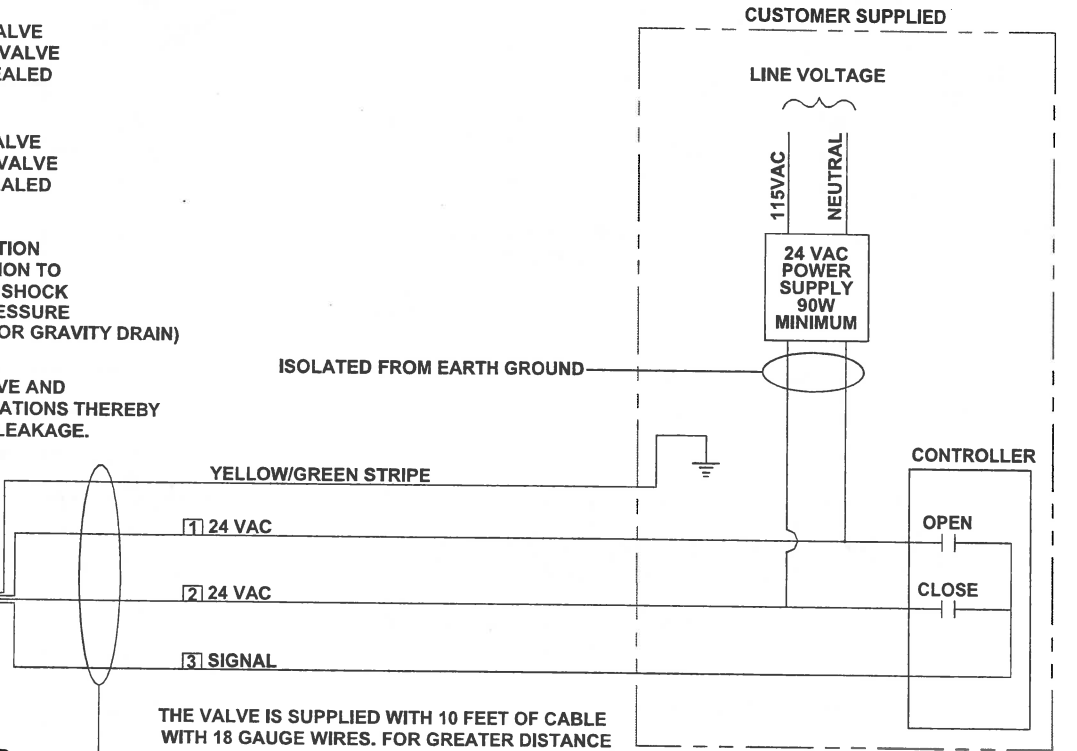 CUSTOMER SUPPLIED
ALVE
VALVE
EALED
LINE VOLTAGE
ALVE
VALVE
ALED
115VAC
NEUTRAL
TION
ION TO
SHOCK
ESSURE
OR GRAVITY DRAIN)
24 VAC
POWER
SUPPLY
90W
MINIMUM
ISOLATED FROM EARTH GROUND
VE AND
ATIONS THEREBY
LEAKAGE.
CONTROLLER
YELLOW/GREEN STRIPE
1 24 VAC
OPEN
2 24 VAC
CLOSE
3 SIGNAL
THE VALVE IS SUPPLIED WITH 10 FEET OF CABLE
WITH 18 GAUGE WIRES. FOR GREATER DISTANCE